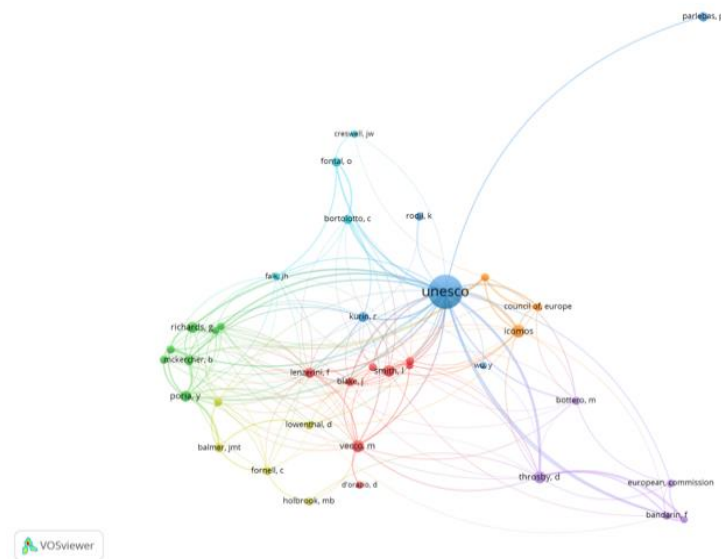 parlebas, p
creswell, jw
fontal, o
bortolotto, c
falk, jh
unesco
council of, europe
kurin, r
icomos
richards, g
mckercher, b
lenzerini, f
blake, j
smith, l
poria, y
bottero, m
lowenthal, d
balmer, jmt
vecco, m
fornell, c
throsby, d
d'orazio, d
european, commission
holbrook, mb
bandarin, f
VOSviewer